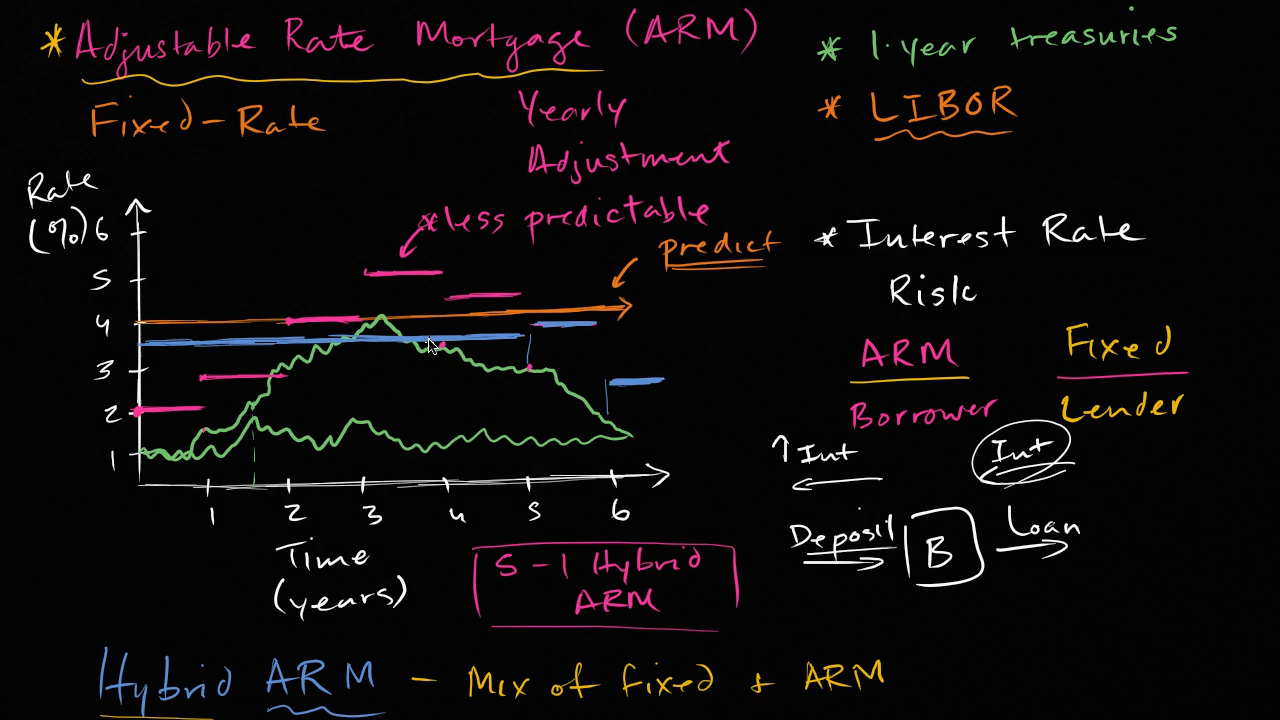 * Adjustable Rate Mortgage (ARM)
Fixed-Rate
Yearly
Adjustment
* less predictable
predict
* 1-year treasuries
* LIBOR
Rate
(%)
6
5
4
3
2
1
1 2 3 4 5 6
Time
(years)
5-1 Hybrid
ARM
* Interest Rate
Risk
ARM Fixed
Borrower Lender
↑ Int Int
Deposit B Loan
Hybrid ARM - Mix of fixed + ARM